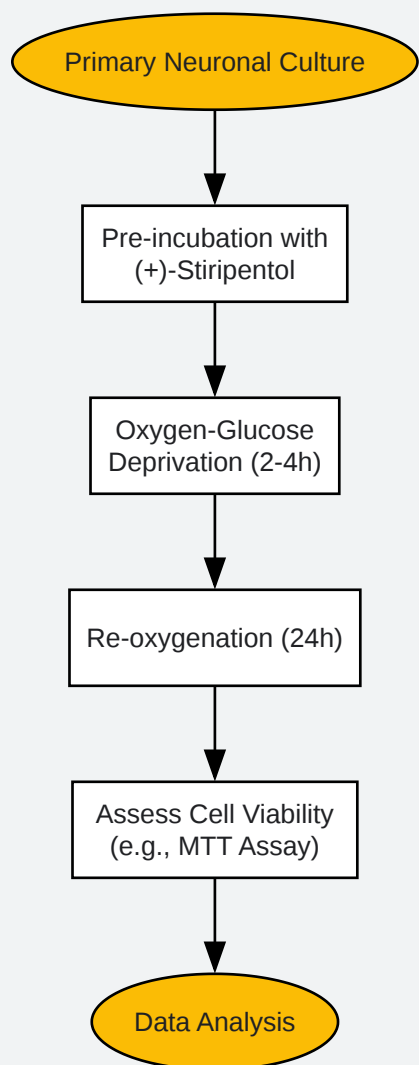 Primary Neuronal Culture
Pre-incubation with
(+)-Stiripentol
Oxygen-Glucose
Deprivation (2-4h)
Re-oxygenation (24h)
Assess Cell Viability
(e.g., MTT Assay)
Data Analysis